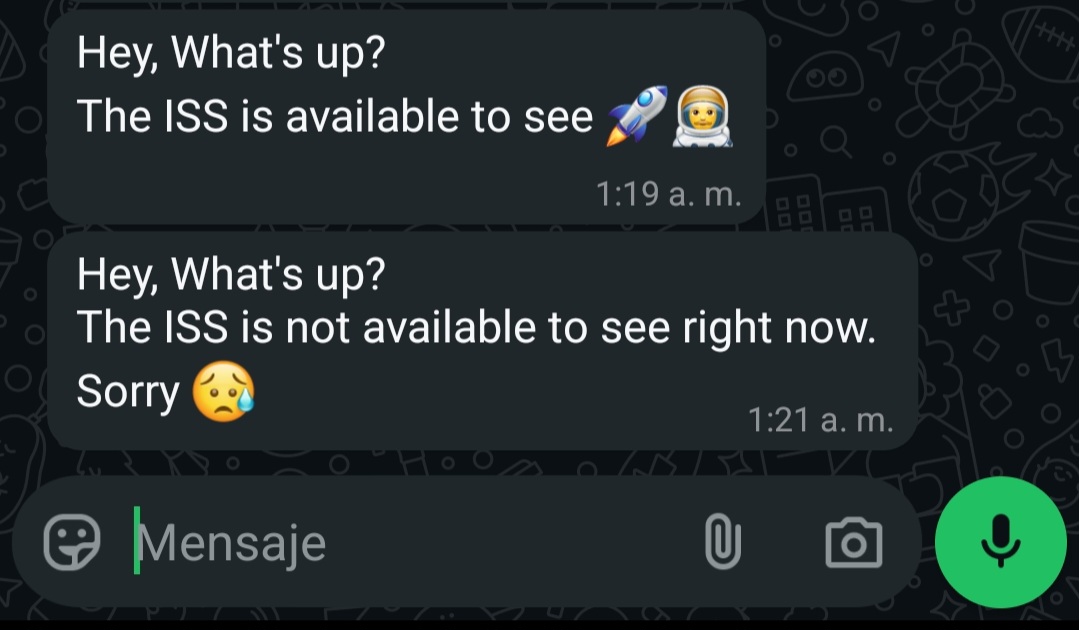 Hey, What's up?
The ISS is available to see 🚀👩‍🚀
1:19 a. m.
Hey, What's up?
The ISS is not available to see right now.
Sorry 😥
1:21 a. m.
Mensaje